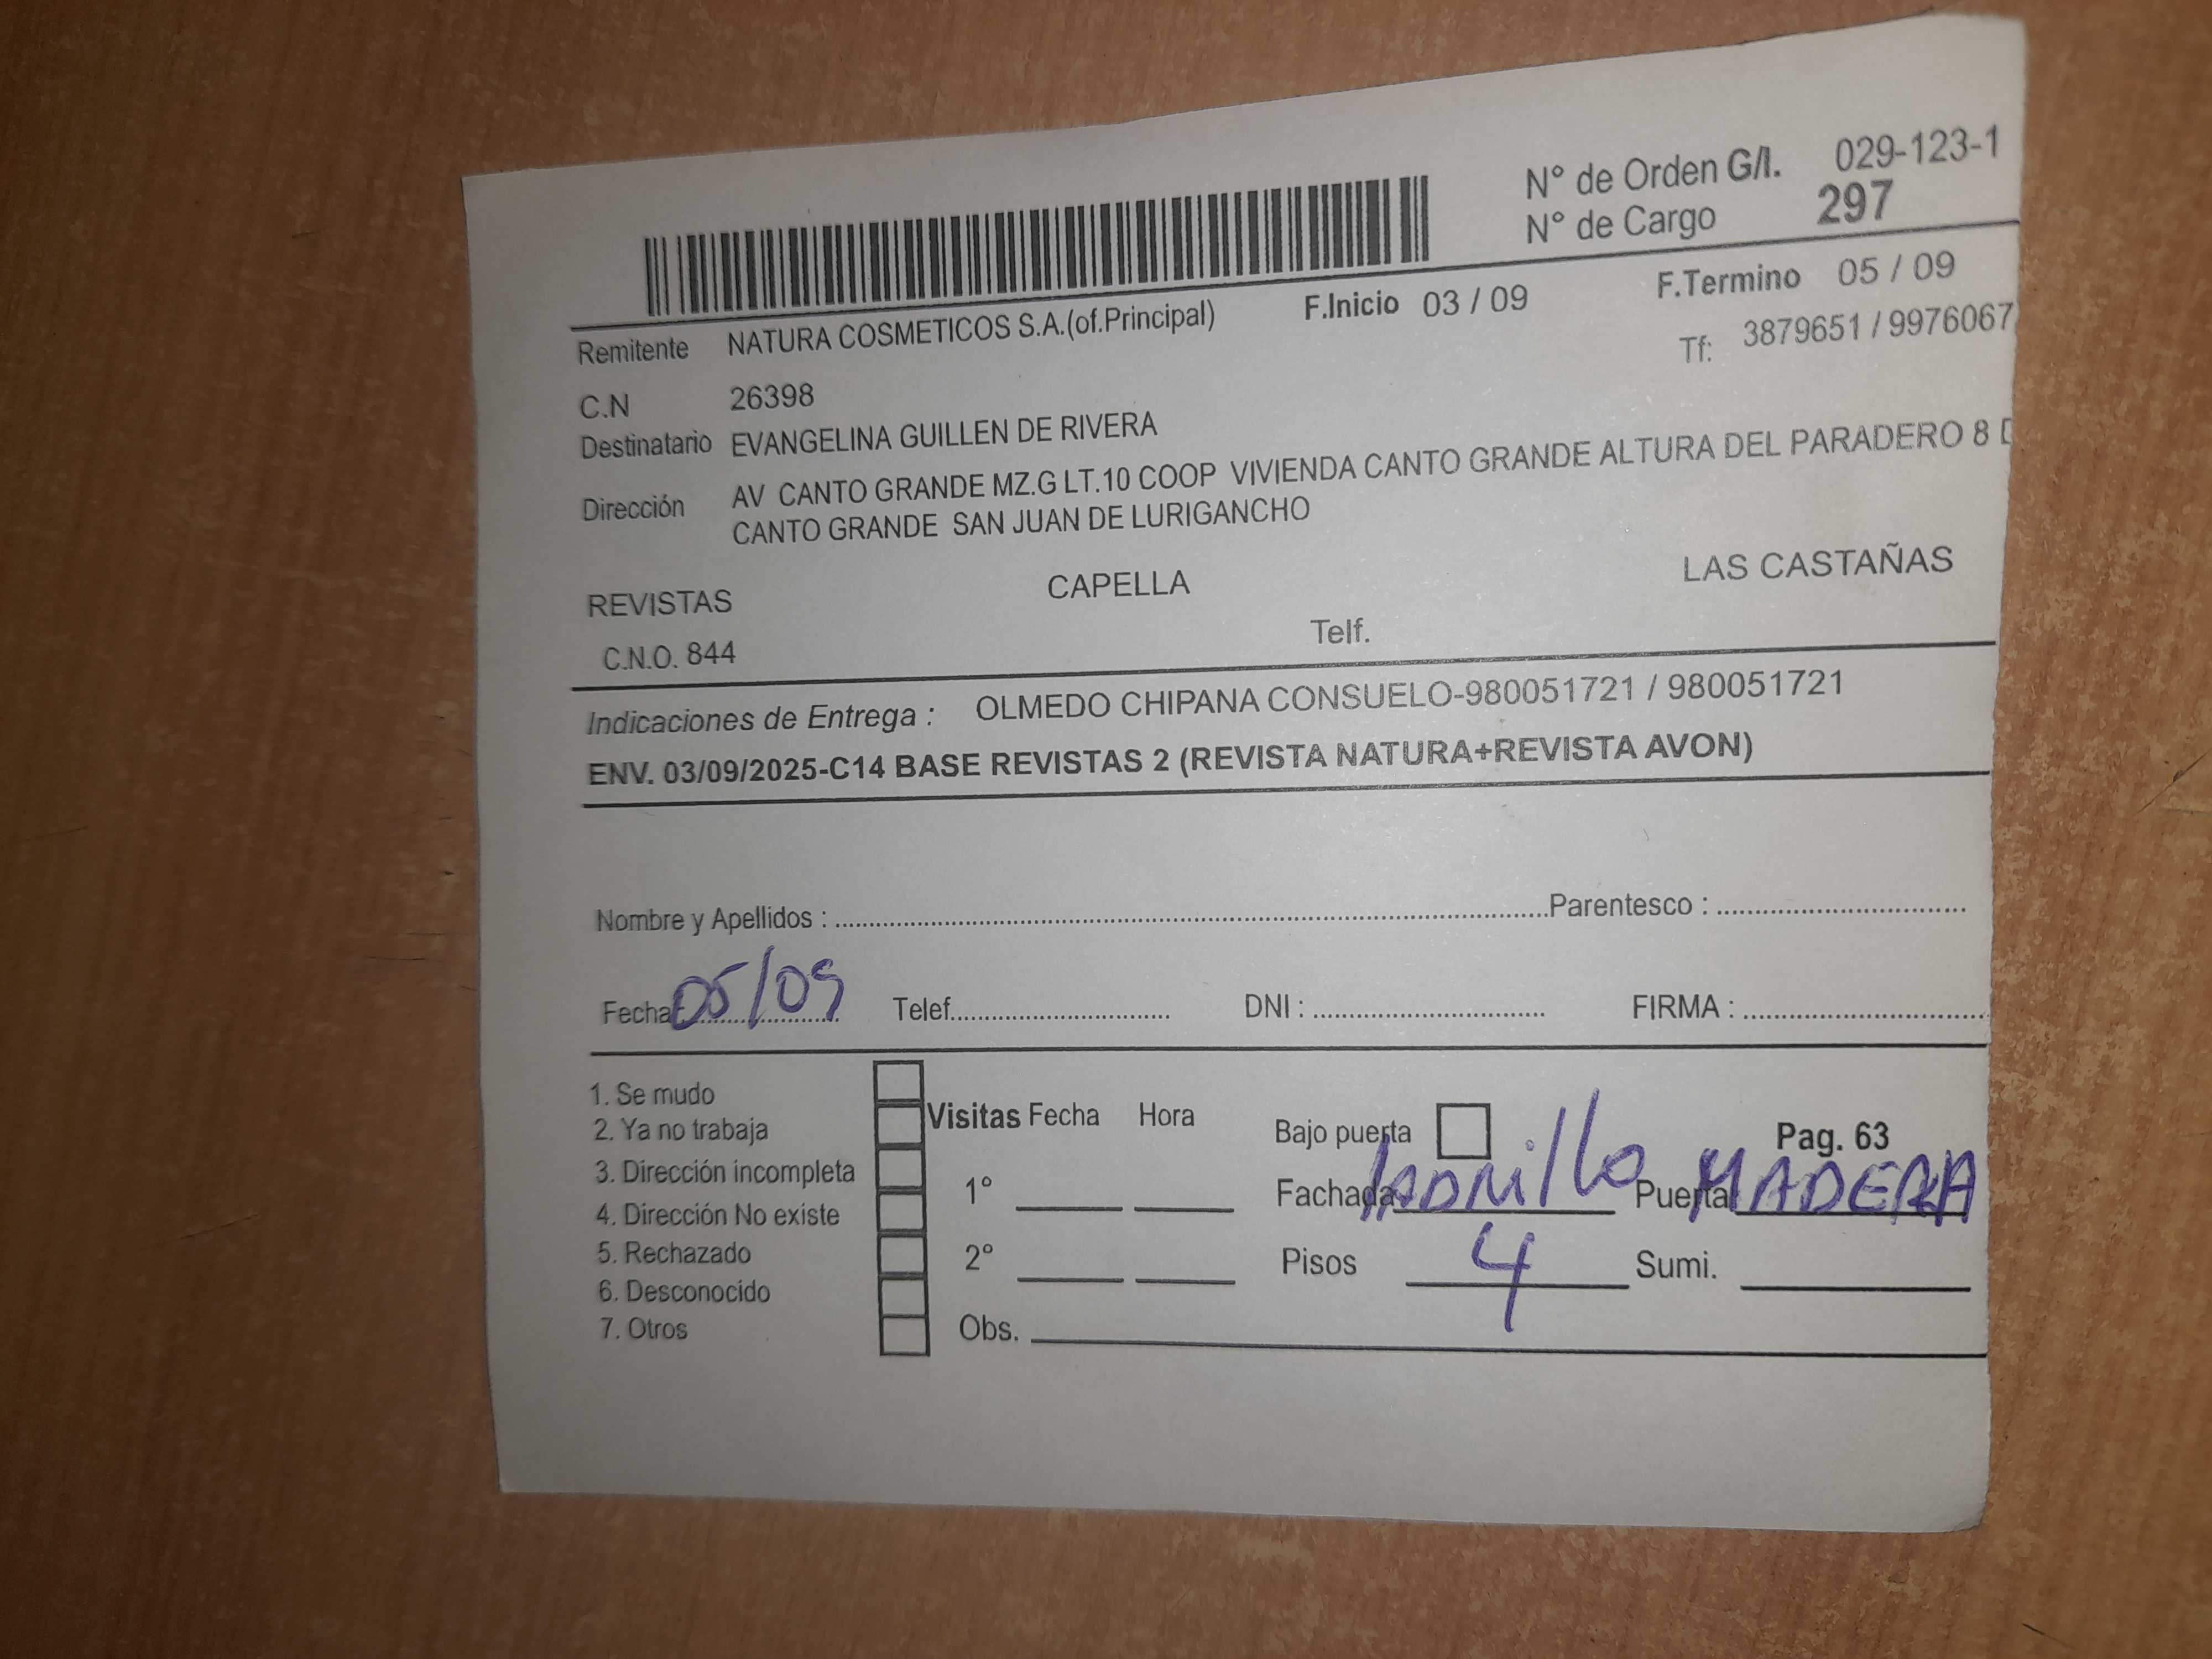 N° de Orden G/I. 029-123-1
N° de Cargo 297
F.Inicio 03 / 09 F.Termino 05 / 09
Remitente NATURA COSMETICOS S.A.(of.Principal)
Tf: 3879651 / 9976067
C.N 26398
Destinatario EVANGELINA GUILLEN DE RIVERA
Dirección AV CANTO GRANDE MZ.G LT.10 COOP VIVIENDA CANTO GRANDE ALTURA DEL PARADERO 8
CANTO GRANDE SAN JUAN DE LURIGANCHO
REVISTAS CAPELLA LAS CASTAÑAS
C.N.O. 844 Telf.
Indicaciones de Entrega : OLMEDO CHIPANA CONSUELO-980051721 / 980051721
ENV. 03/09/2025-C14 BASE REVISTAS 2 (REVISTA NATURA+REVISTA AVON)
Nombre y Apellidos : Parentesco :
Fecha 05/09 Telef. DNI : FIRMA :
1. Se mudo
2. Ya no trabaja
3. Dirección incompleta
4. Dirección No existe
5. Rechazado
6. Desconocido
7. Otros
Visitas Fecha Hora
1°
2°
Obs.
Bajo puerta Pag. 63
Fachada ladrillo Puerta MADERA
Pisos 4 Sumi.